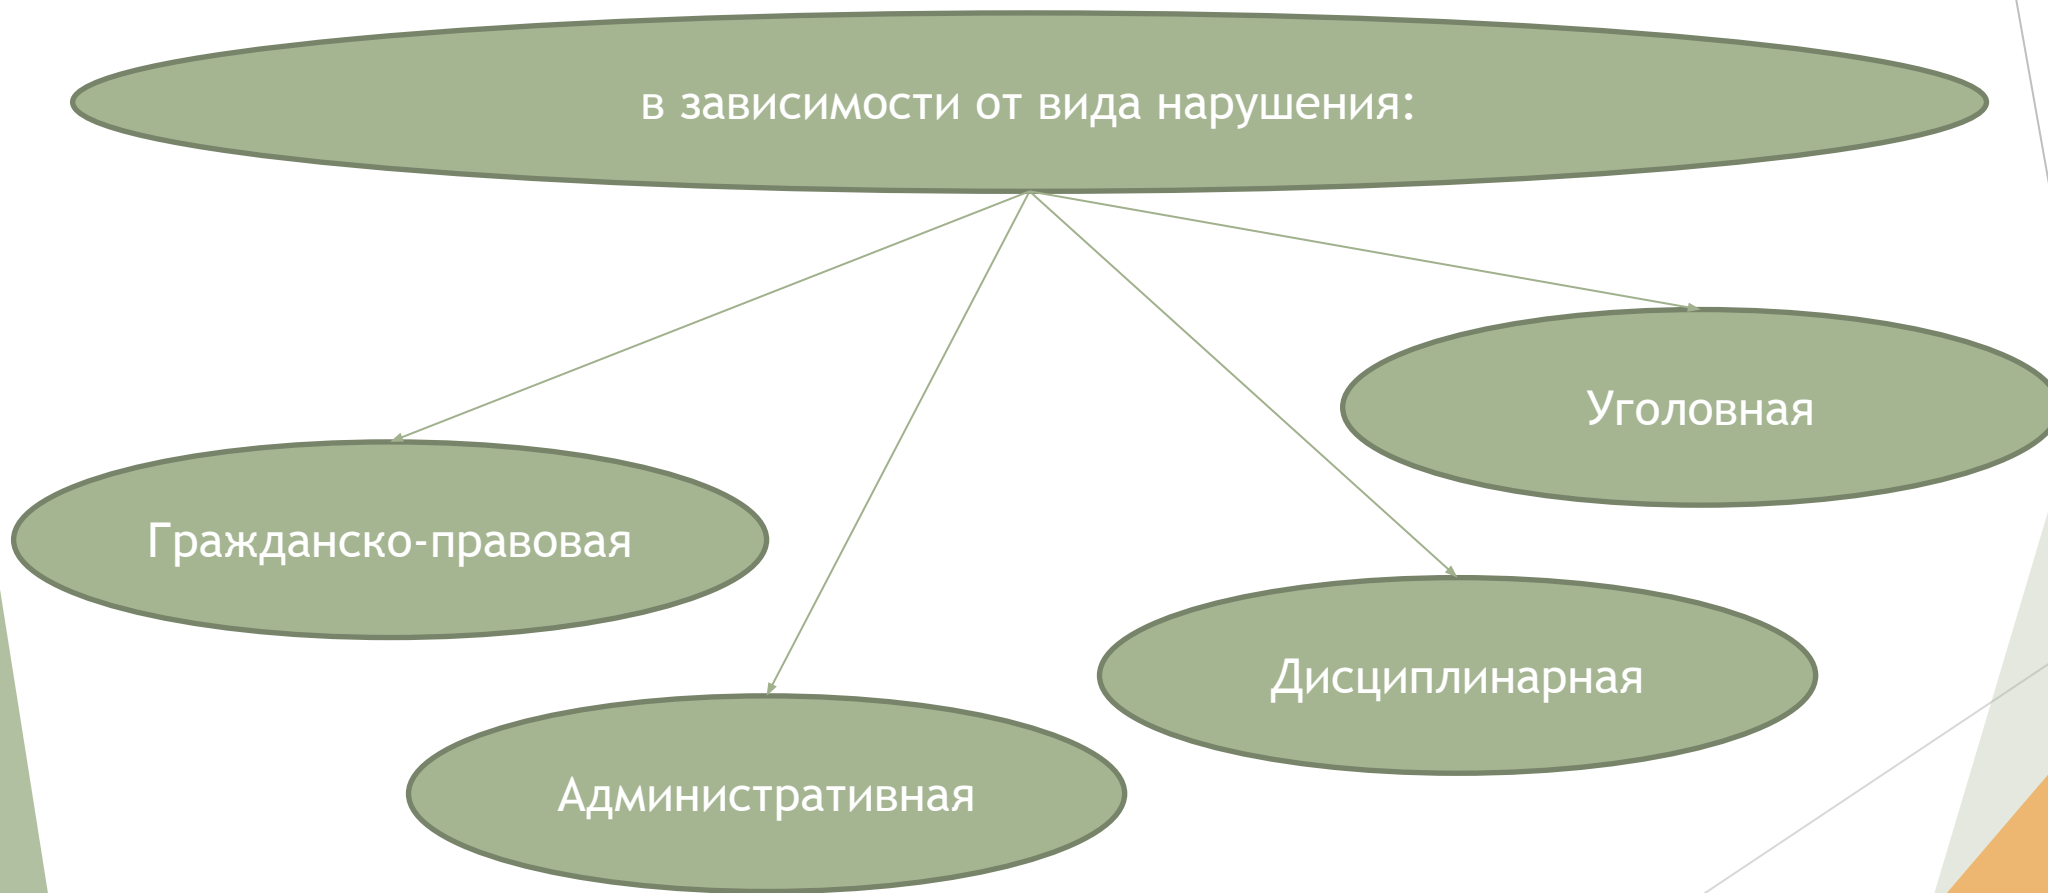 в зависимости от вида нарушения:
Уголовная
Гражданско-правовая
Дисциплинарная
Административная